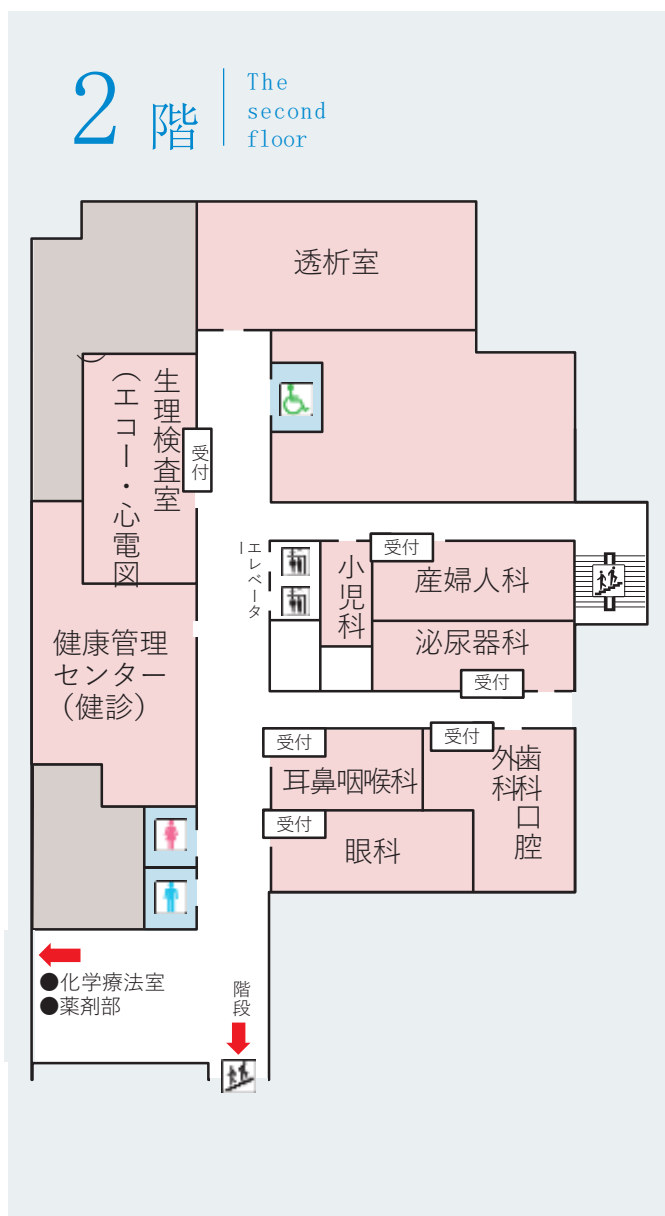 2階
The
second
floor
透析室
生理検査室
（エコー・心電図
受付
エレベーター
小児科
受付
産婦人科
泌尿器科
受付
健康管理
センター
（健診）
受付
耳鼻咽喉科
受付
歯科口腔
外科
受付
眼科
●化学療法室
●薬剤部
階段